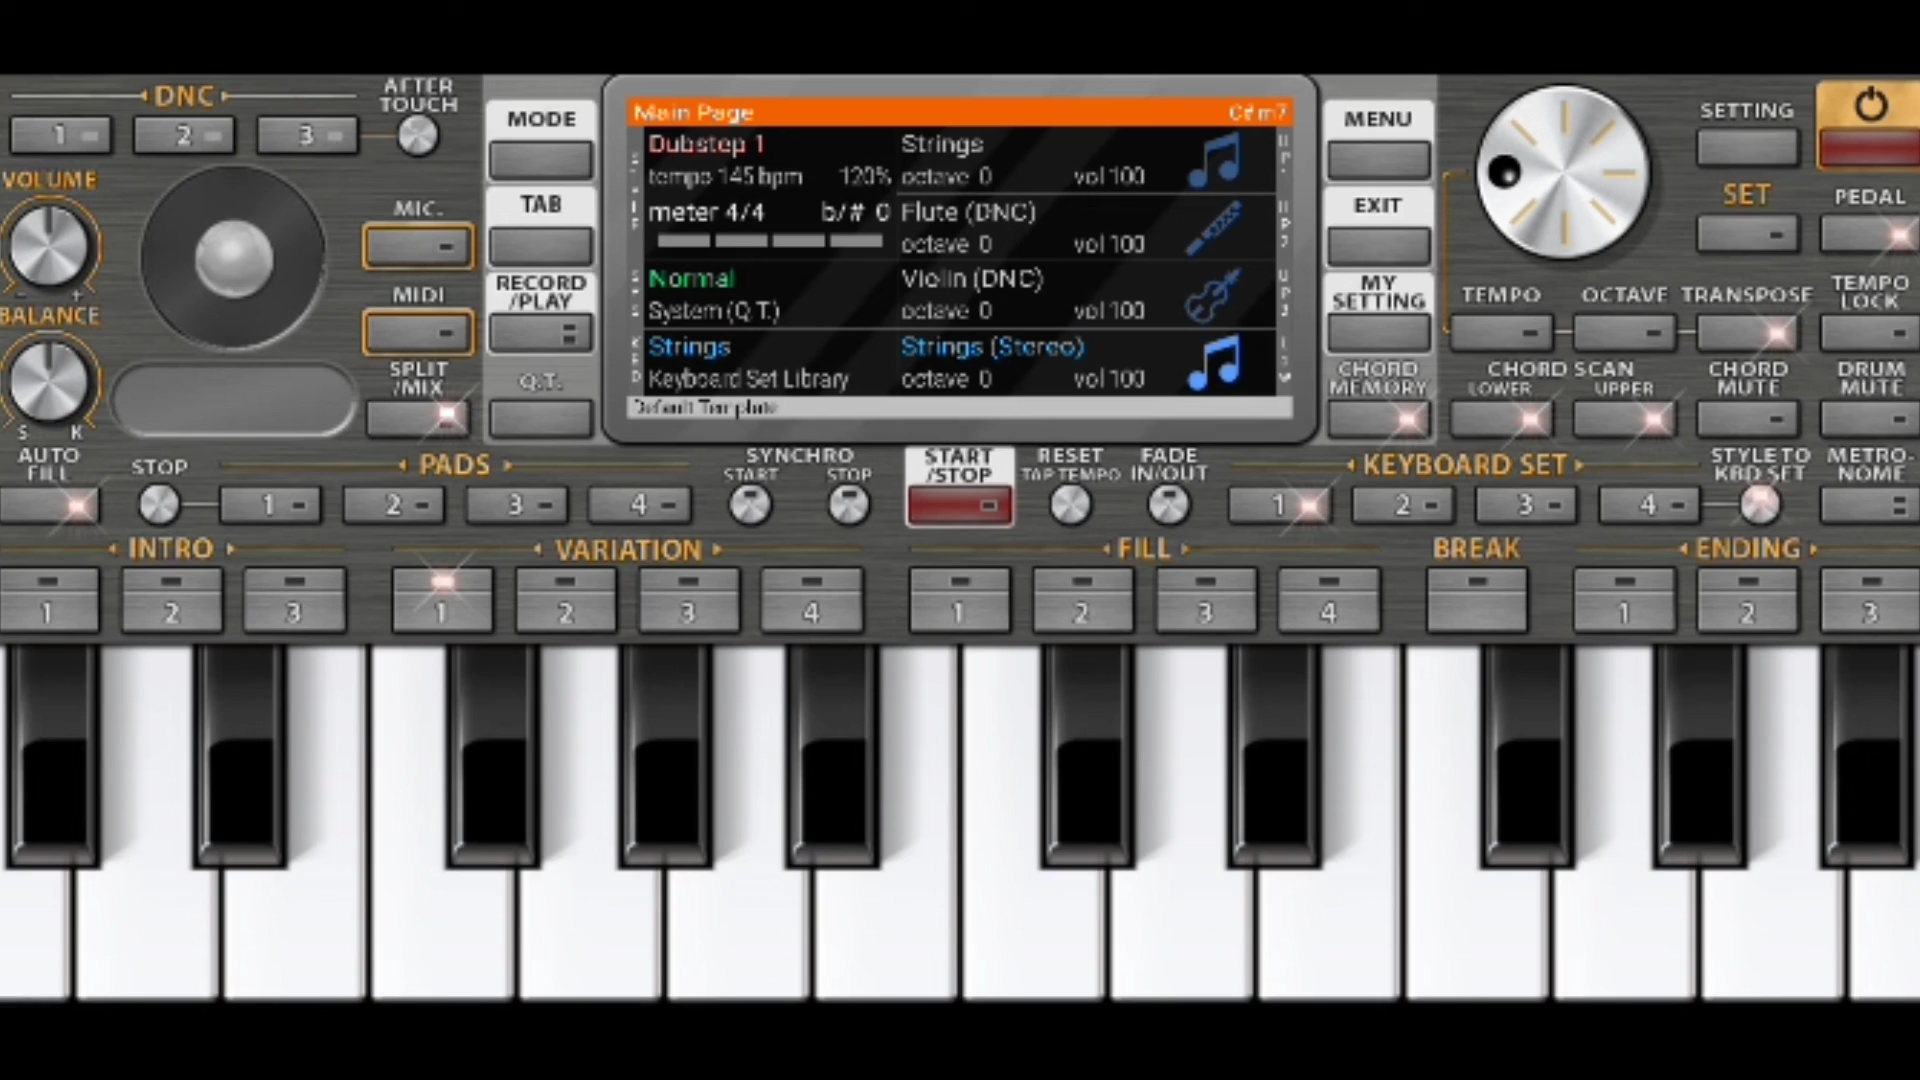 DNC
AFTER
TOUCH
1 2 3
VOLUME
- +
BALANCE
S K
MIC.
MIDI
SPLIT
/MIX
MODE
TAB
RECORD
/PLAY
Q.T.
Main Page C#m7
Dubstep 1
tempo 145 bpm 120%
meter 4/4 b/# 0
Normal
System (Q.T.)
Strings
Keyboard Set Library
Strings
octave 0 vol 100
Flute (DNC)
octave 0 vol 100
Violin (DNC)
octave 0 vol 100
Strings (Stereo)
octave 0 vol 100
Default Template
MENU
EXIT
MY
SETTING
CHORD
MEMORY
SETTING
SET
PEDAL
TEMPO OCTAVE TRANSPOSE
TEMPO
LOCK
CHORD SCAN
LOWER UPPER
CHORD
MUTE
DRUM
MUTE
AUTO
FILL
STOP
PADS
1 2 3 4
SYNCHRO
START STOP
START
/STOP
RESET
TAP TEMPO
FADE
IN/OUT
KEYBOARD SET
1 2 3 4
STYLE TO
KBD SET
METRO-
NOME
INTRO
1 2 3
VARIATION
1 2 3 4
FILL
1 2 3 4
BREAK
ENDING
1 2 3